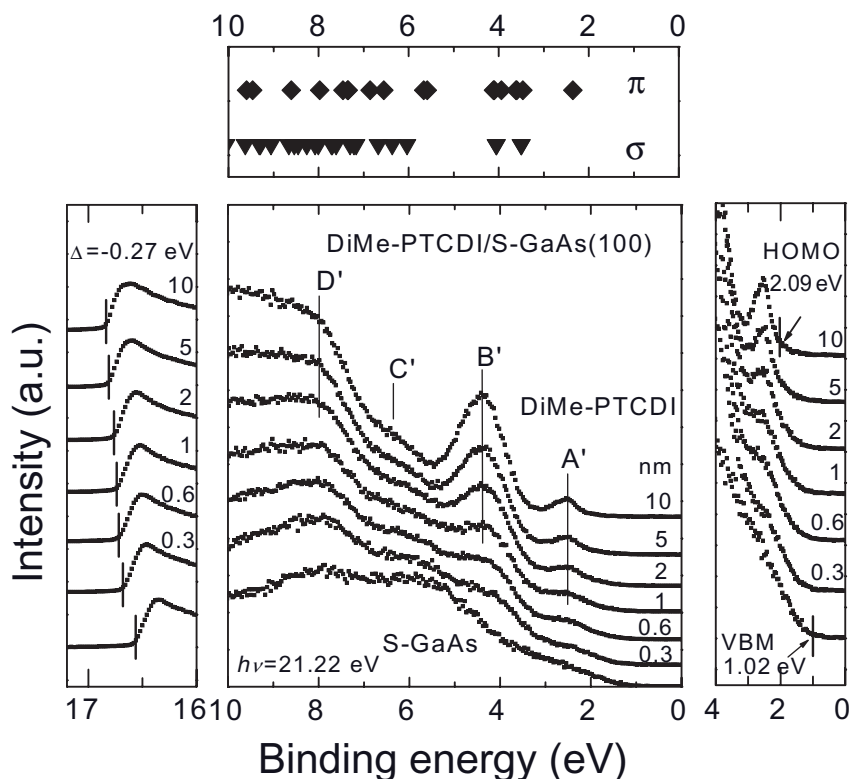 10 8 6 4 2 0
π
σ
Δ=-0.27 eV
10
5
2
1
0.6
0.3
17 16
DiMe-PTCDI/S-GaAs(100)
D'
C'
B'
DiMe-PTCDI
A'
nm
10
5
2
1
0.6
0.3
S-GaAs
hν=21.22 eV
10 8 6 4 2 0
HOMO
2.09 eV
10
5
2
1
0.6
0.3
VBM
1.02 eV
4 2 0
Intensity (a.u.)
Binding energy (eV)